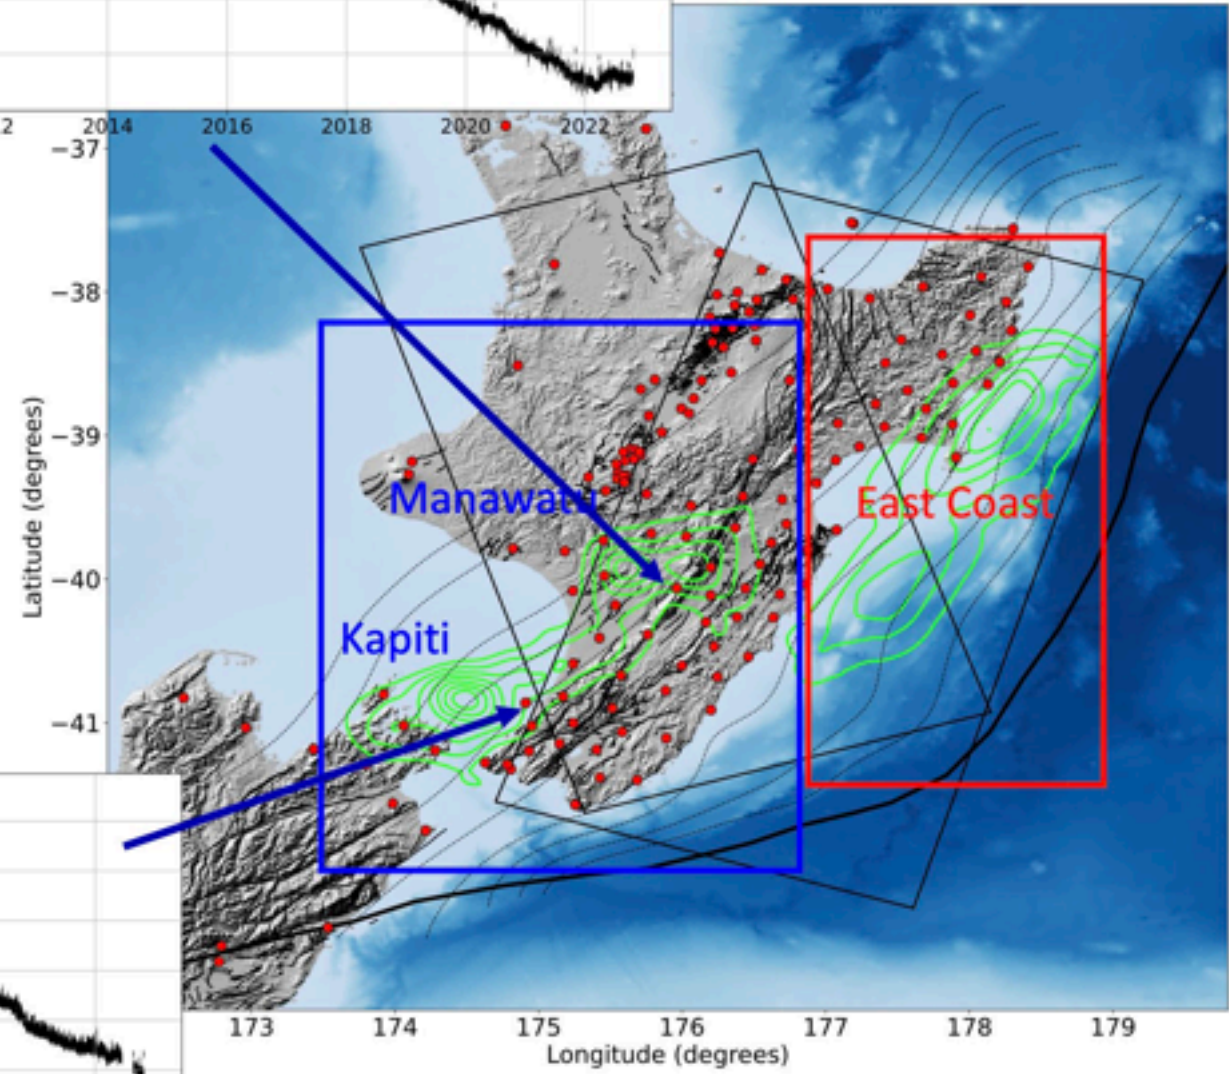 2 2014 2016 2018 2020 2022
−37
−38
−39
−40
−41
Latitude (degrees)
Manawatu
East Coast
Kapiti
173 174 175 176 177 178 179
Longitude (degrees)